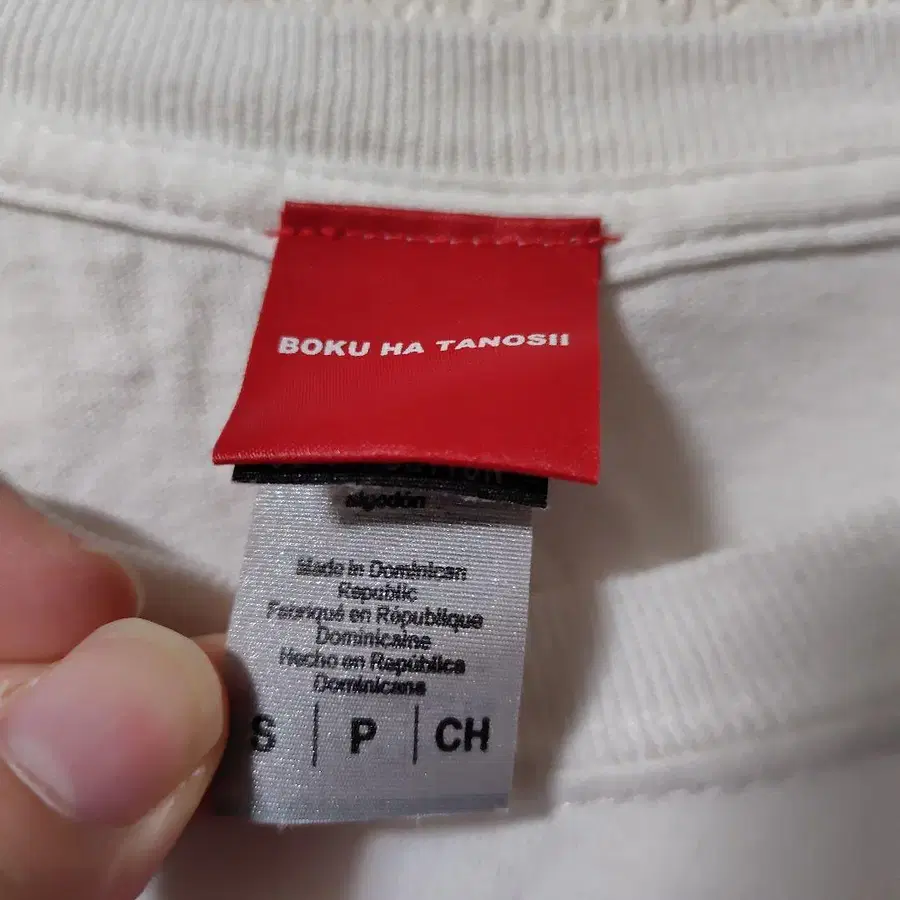 BOKU HA TANOSII
algodón
Made in Dominican
Republic
Fabriqué en République
Dominicaine
Hecho en República
Dominicana
S | P | CH